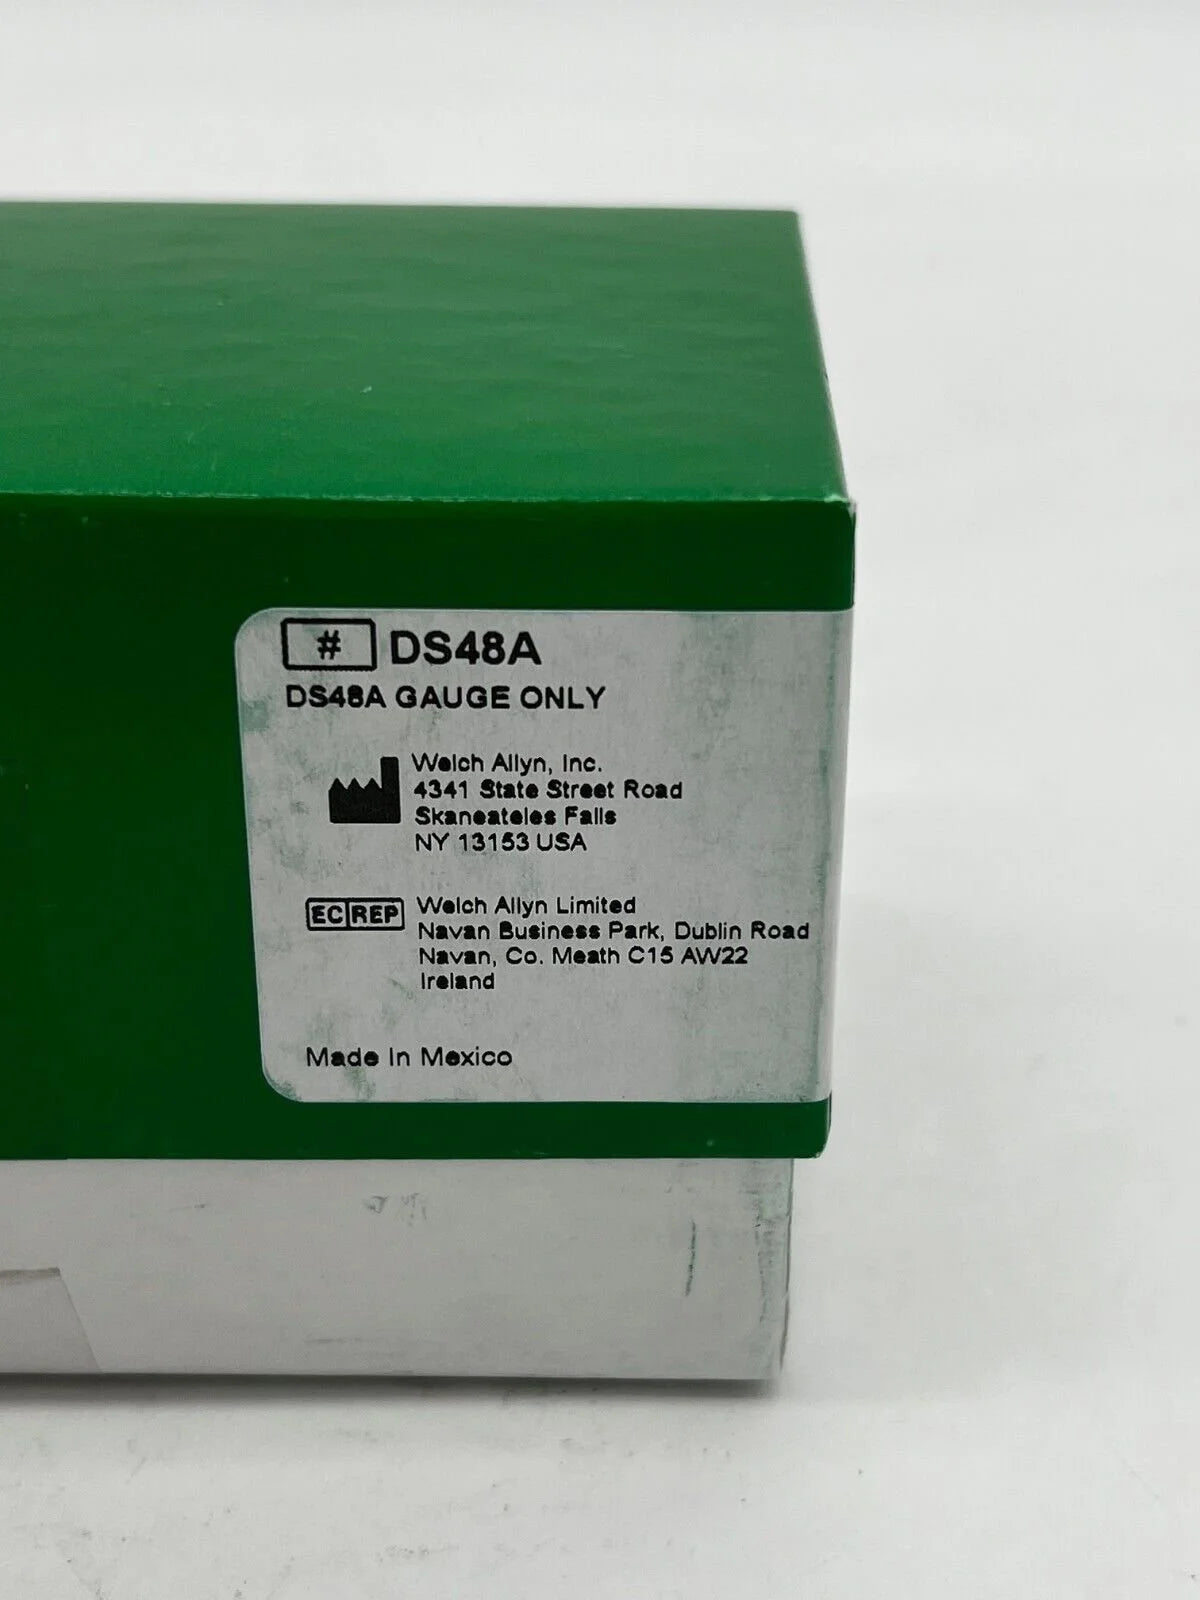 # DS48A
DS48A GAUGE ONLY
Welch Allyn, Inc.
4341 State Street Road
Skaneateles Falls
NY 13153 USA
EC REP Welch Allyn Limited
Navan Business Park, Dublin Road
Navan, Co. Meath C15 AW22
Ireland
Made In Mexico